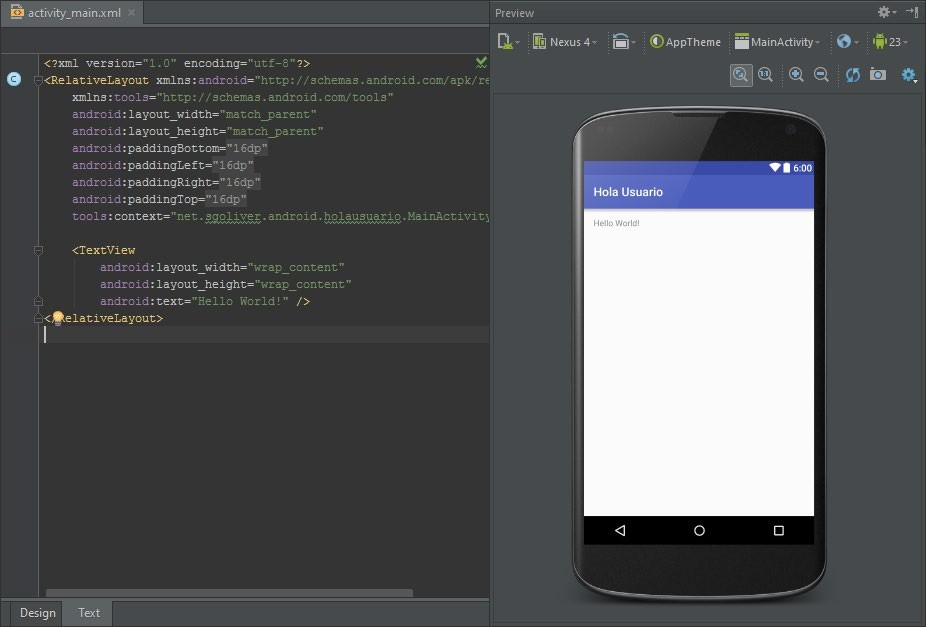 activity_main.xml
<?xml version="1.0" encoding="utf-8"?>
<RelativeLayout xmlns:android="http://schemas.android.com/apk/re
xmlns:tools="http://schemas.android.com/tools"
android:layout_width="match_parent"
android:layout_height="match_parent"
android:paddingBottom="16dp"
android:paddingLeft="16dp"
android:paddingRight="16dp"
android:paddingTop="16dp"
tools:context="net.sgoliver.android.holausuario.MainActivity
<TextView
android:layout_width="wrap_content"
android:layout_height="wrap_content"
android:text="Hello World!" />
</RelativeLayout>
Design Text
Preview
Nexus 4 AppTheme MainActivity 23
6:00
Hola Usuario
Hello World!